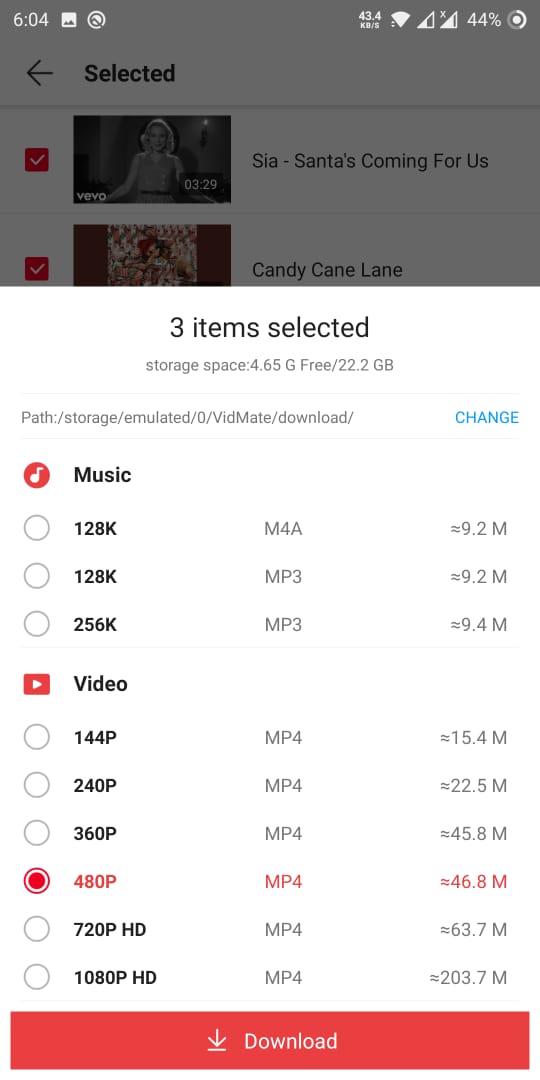 6:04 43.4 KB/S X 44%
Selected
03:29
vevo
Sia - Santa's Coming For Us
Candy Cane Lane
3 items selected
storage space:4.65 G Free/22.2 GB
Path:/storage/emulated/0/VidMate/download/ CHANGE
Music
128K M4A ≈9.2 M
128K MP3 ≈9.2 M
256K MP3 ≈9.4 M
Video
144P MP4 ≈15.4 M
240P MP4 ≈22.5 M
360P MP4 ≈45.8 M
480P MP4 ≈46.8 M
720P HD MP4 ≈63.7 M
1080P HD MP4 ≈203.7 M
Download